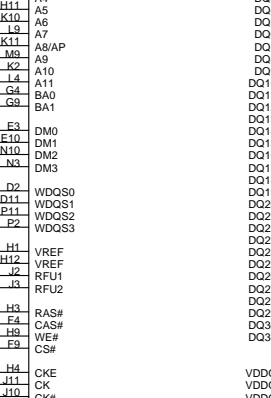 H11 A5 DQ
K10 A6 DQ
L9 A7 DQ
K11 A8/AP DQ
M9 A9 DQ
K2 A10 DQ
L4 A11 DQ1
G4 BA0 DQ1
G9 BA1 DQ1
DQ1
E3 DM0 DQ1
E10 DM1 DQ1
N10 DM2 DQ1
N3 DM3 DQ1
DQ1
D2 WDQS0 DQ1
D11 WDQS1 DQ2
P11 WDQS2 DQ2
P2 WDQS3 DQ2
DQ2
H1 VREF DQ2
H12 VREF DQ2
J2 RFU1 DQ2
J3 RFU2 DQ2
DQ2
H3 RAS# DQ2
F4 CAS# DQ3
H9 WE# DQ3
F9 CS#
H4 CKE VDD
J11 CK VDD
J10 CK# VDD